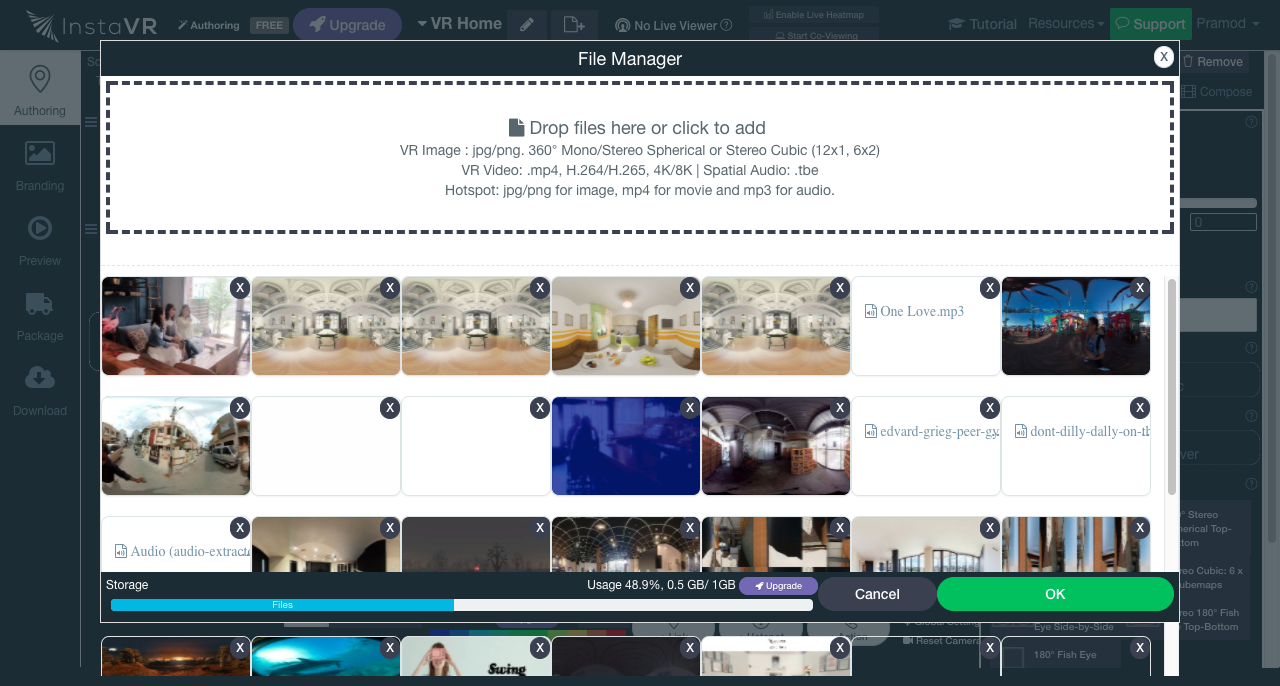 InstaVR
Authoring
FREE
Upgrade
VR Home
No Live Viewer
Enable Live Heatmap
Start Co-Viewing
Tutorial
Resources
Support
Pramod
File Manager
X
Remove
Compose
Authoring
Branding
Preview
Package
Download
Drop files here or click to add
VR Image : jpg/png. 360° Mono/Stereo Spherical or Stereo Cubic (12x1, 6x2)
VR Video: .mp4, H.264/H.265, 4K/8K | Spatial Audio: .tbe
Hotspot: jpg/png for image, mp4 for movie and mp3 for audio.
0
X X X X X X X
One Love.mp3
X X X X X X X
edvard-grieg-peer-gy
dont-dilly-dally-on-th
X X X X X X X
Audio (audio-extract
Storage
Usage 48.9%, 0.5 GB/ 1GB
Upgrade
Files
Cancel
OK
Stereo
Top-
Stereo Cubic: 6 x
Stereo 180° Fish
Top-Bottom
Eye Side-by-Side
Reset Camera
180° Fish Eye
X X X X X X X
Swing